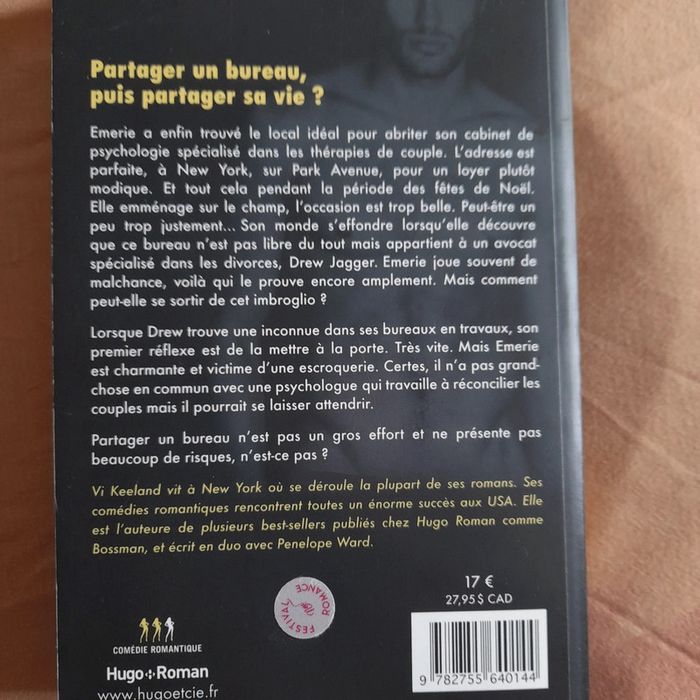 Partager un bureau,
puis partager sa vie ?
Emerie a enfin trouvé le local idéal pour abriter son cabinet de
psychologie spécialisé dans les thérapies de couple. L'adresse est
parfaite, à New York, sur Park Avenue, pour un loyer plutôt
modique. Et tout cela pendant la période des fêtes de Noël.
Elle emménage sur le champ, l'occasion est trop belle. Peut-être un
peu trop justement... Son monde s'effondre lorsqu'elle découvre
que ce bureau n'est pas libre du tout mais appartient à un avocat
spécialisé dans les divorces, Drew Jagger. Emerie joue souvent de
malchance, voilà qui le prouve encore amplement. Mais comment
peut-elle se sortir de cet imbroglio ?
Lorsque Drew trouve une inconnue dans ses bureaux en travaux, son
premier réflexe est de la mettre à la porte. Très vite. Mais Emerie
est charmante et victime d'une escroquerie. Certes, il n'a pas grand-
chose en commun avec une psychologue qui travaille à réconcilier les
couples mais il pourrait se laisser attendrir.
Partager un bureau n'est pas un gros effort et ne présente pas
beaucoup de risques, n'est-ce pas ?
Vi Keeland vit à New York où se déroule la plupart de ses romans. Ses
comédies romantiques rencontrent toutes un énorme succès aux USA. Elle
est l'auteure de plusieurs best-sellers publiés chez Hugo Roman comme
Bossman, et écrit en duo avec Penelope Ward.
FESTIVAL
ROMANCE
17 €
27,95 $ CAD
COMÉDIE ROMANTIQUE
Hugo Roman
www.hugoetcie.fr
9 782755 640144